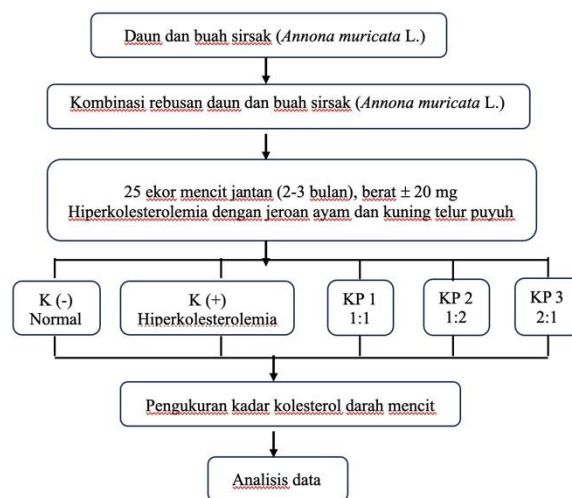 Daun dan buah sirsak (Annona muricata L.)
Kombinasi rebusan daun dan buah sirsak (Annona muricata L.)
25 ekor mencit jantan (2-3 bulan), berat ± 20 mg
Hiperkolesterolemia dengan jeroan ayam dan kuning telur puyuh
K (-)
Normal
K (+)
Hiperkolesterolemia
KP 1
1:1
KP 2
1:2
KP 3
2:1
Pengukuran kadar kolesterol darah mencit
Analisis data